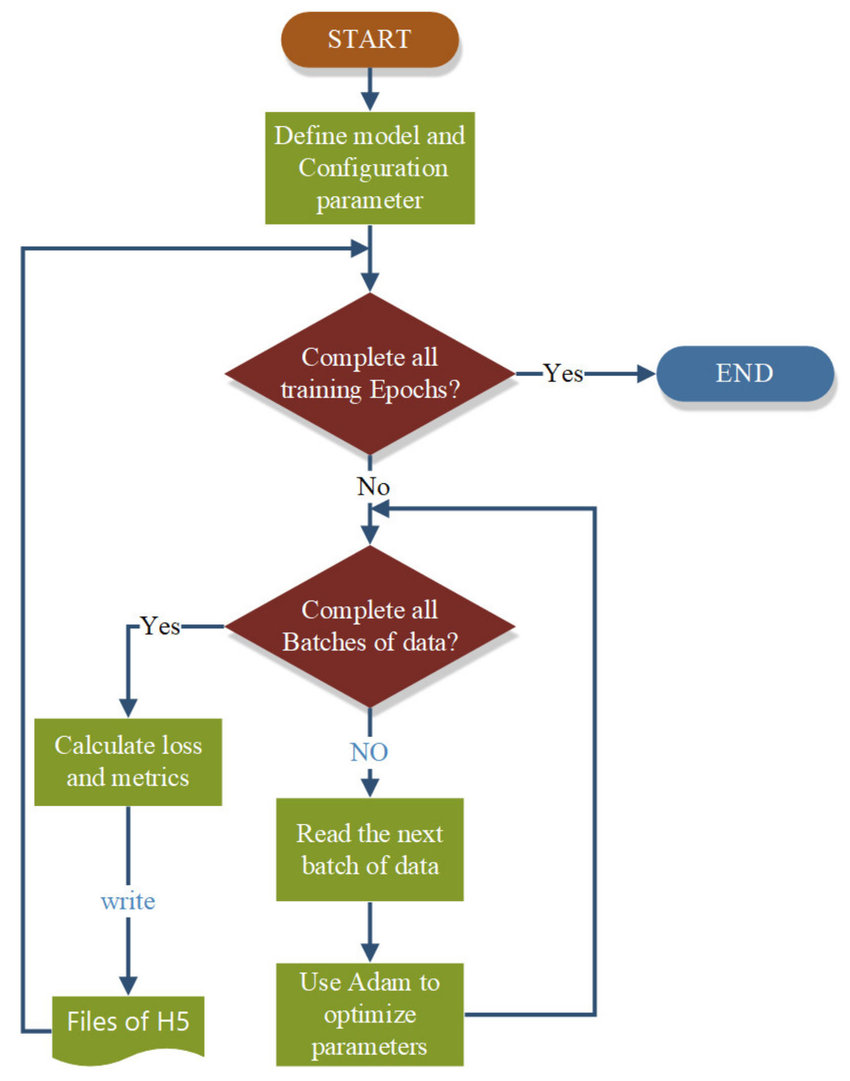 START
Define model and
Configuration
parameter
Complete all
training Epochs?
Yes
END
No
Complete all
Batches of data?
Yes
Calculate loss
and metrics
NO
Read the next
batch of data
write
Use Adam to
optimize
parameters
Files of H5